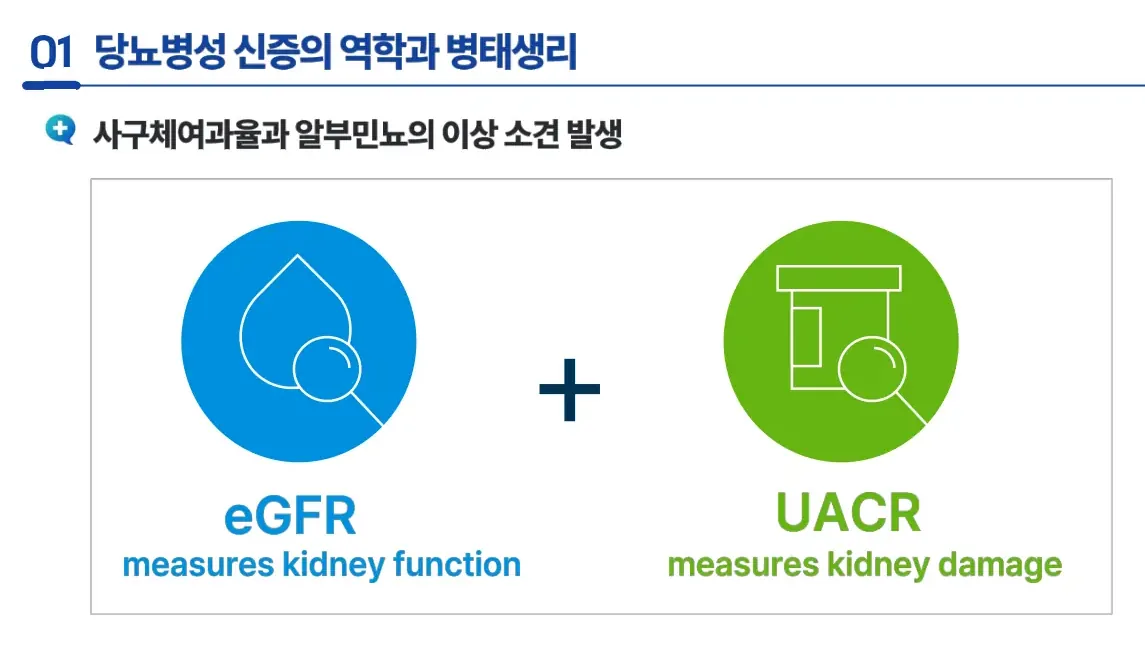 01 당뇨병성 신증의 역학과 병태생리
사구체여과율과 알부민뇨의 이상 소견 발생
eGFR
measures kidney function
+
UACR
measures kidney damage